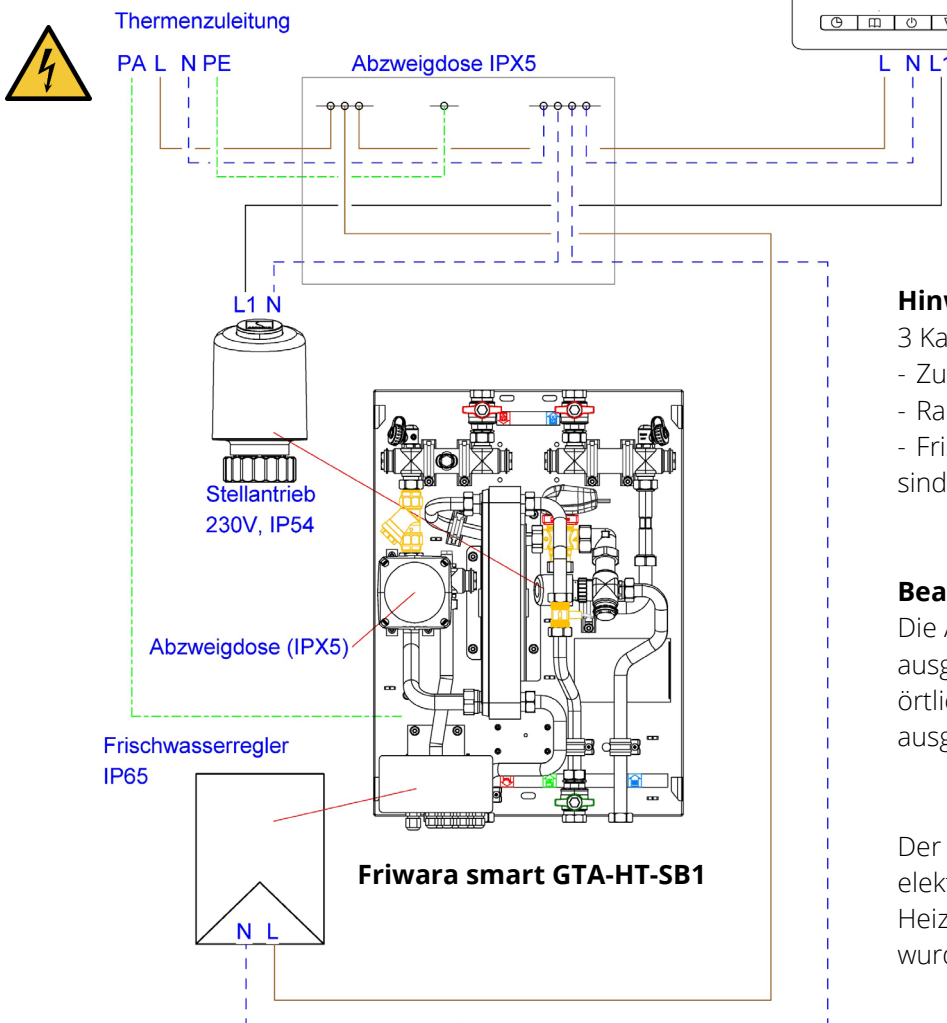 Thermenzuleitung
PA L N PE
Abzweigdose IPX5
L N L1
L1 N
Stellantrieb
230V, IP54
Abzweigdose (IPX5)
Frischwasserregler
IP65
N L
Friwara smart GTA-HT-SB1
Hinw
3 Ka
- Zu
- Ra
- Fri
sind
Bea
Die
ausg
örtlic
ausg
Der
elekt
Heiz
wurd